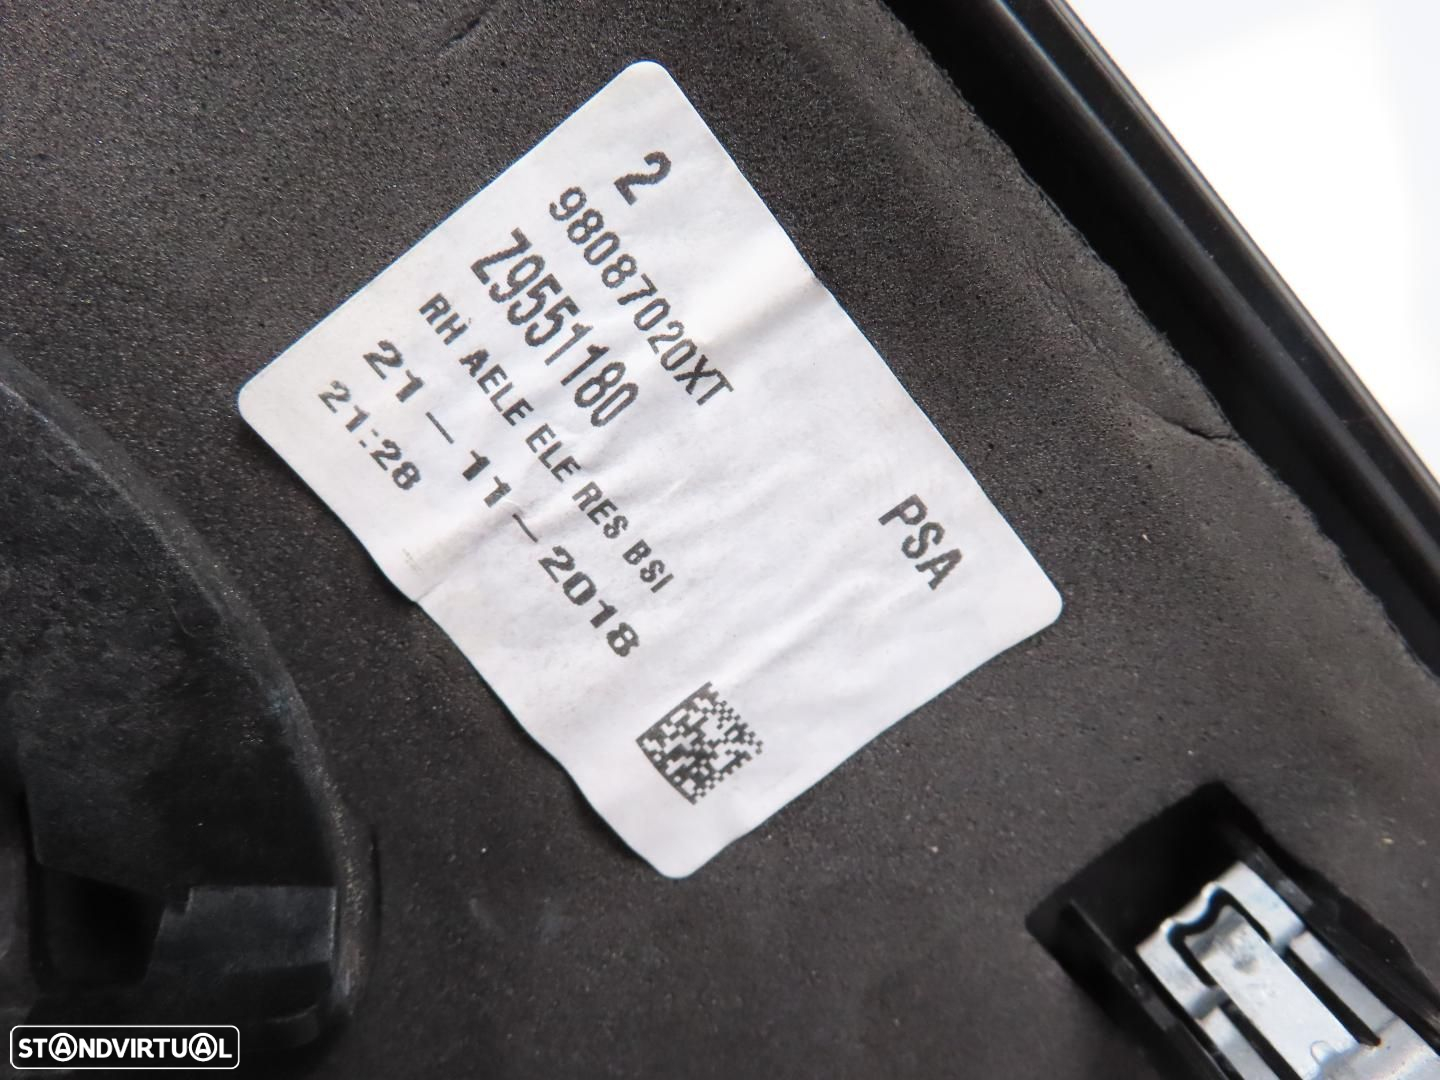 2
98087020XT
Z9551180
RH AELE ELE RES BSI
21-11-2018
21:28
PSA
STANDVIRTUAL